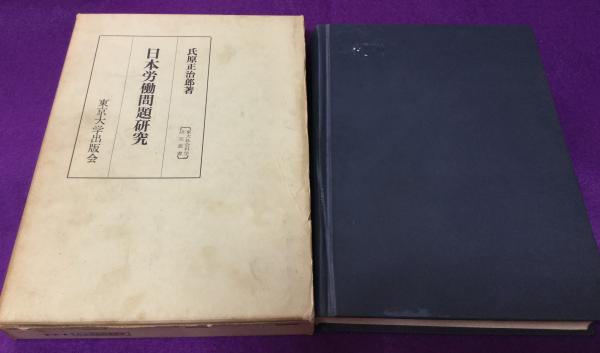 氏原正治郎著
日本労働問題研究
東京大学出版会